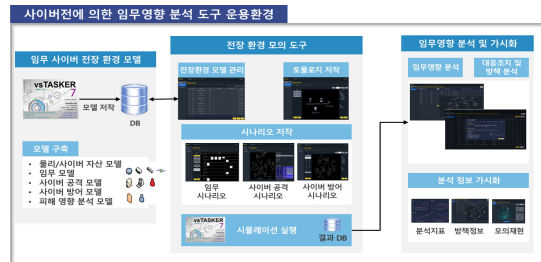 사이버전에 의한 임무영향 분석 도구 운용환경
임무 사이버 전장 환경 모델
vsTASKER
7
모델 저작
DB
모델 구축
• 물리/사이버 자산 모델
• 임무 모델
• 사이버 공격 모델
• 사이버 방어 모델
• 피해 영향 분석 모델
전장 환경 모의 도구
전장환경 모델 관리
토폴로지 저작
시나리오 저작
임무
시나리오
사이버 공격
시나리오
사이버 방어
시나리오
vsTASKER
7
시뮬레이션 실행
결과 DB
임무영향 분석 및 가시화
임무영향 분석
대응조치 및
방책 분석
분석 정보 가시화
분석지표
방책정보
모의재현